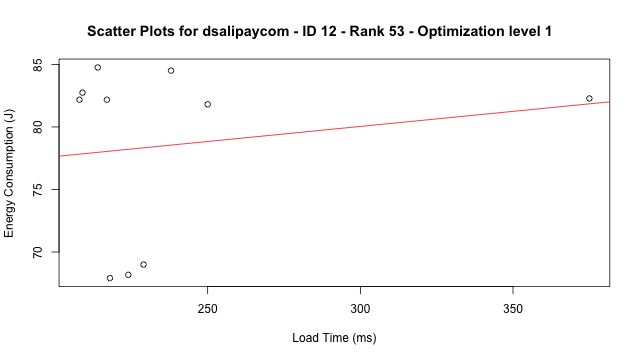 Scatter Plots for dsalipaycom - ID 12 - Rank 53 - Optimization level 1
85
80
75
70
Energy Consumption (J)
250 300 350
Load Time (ms)